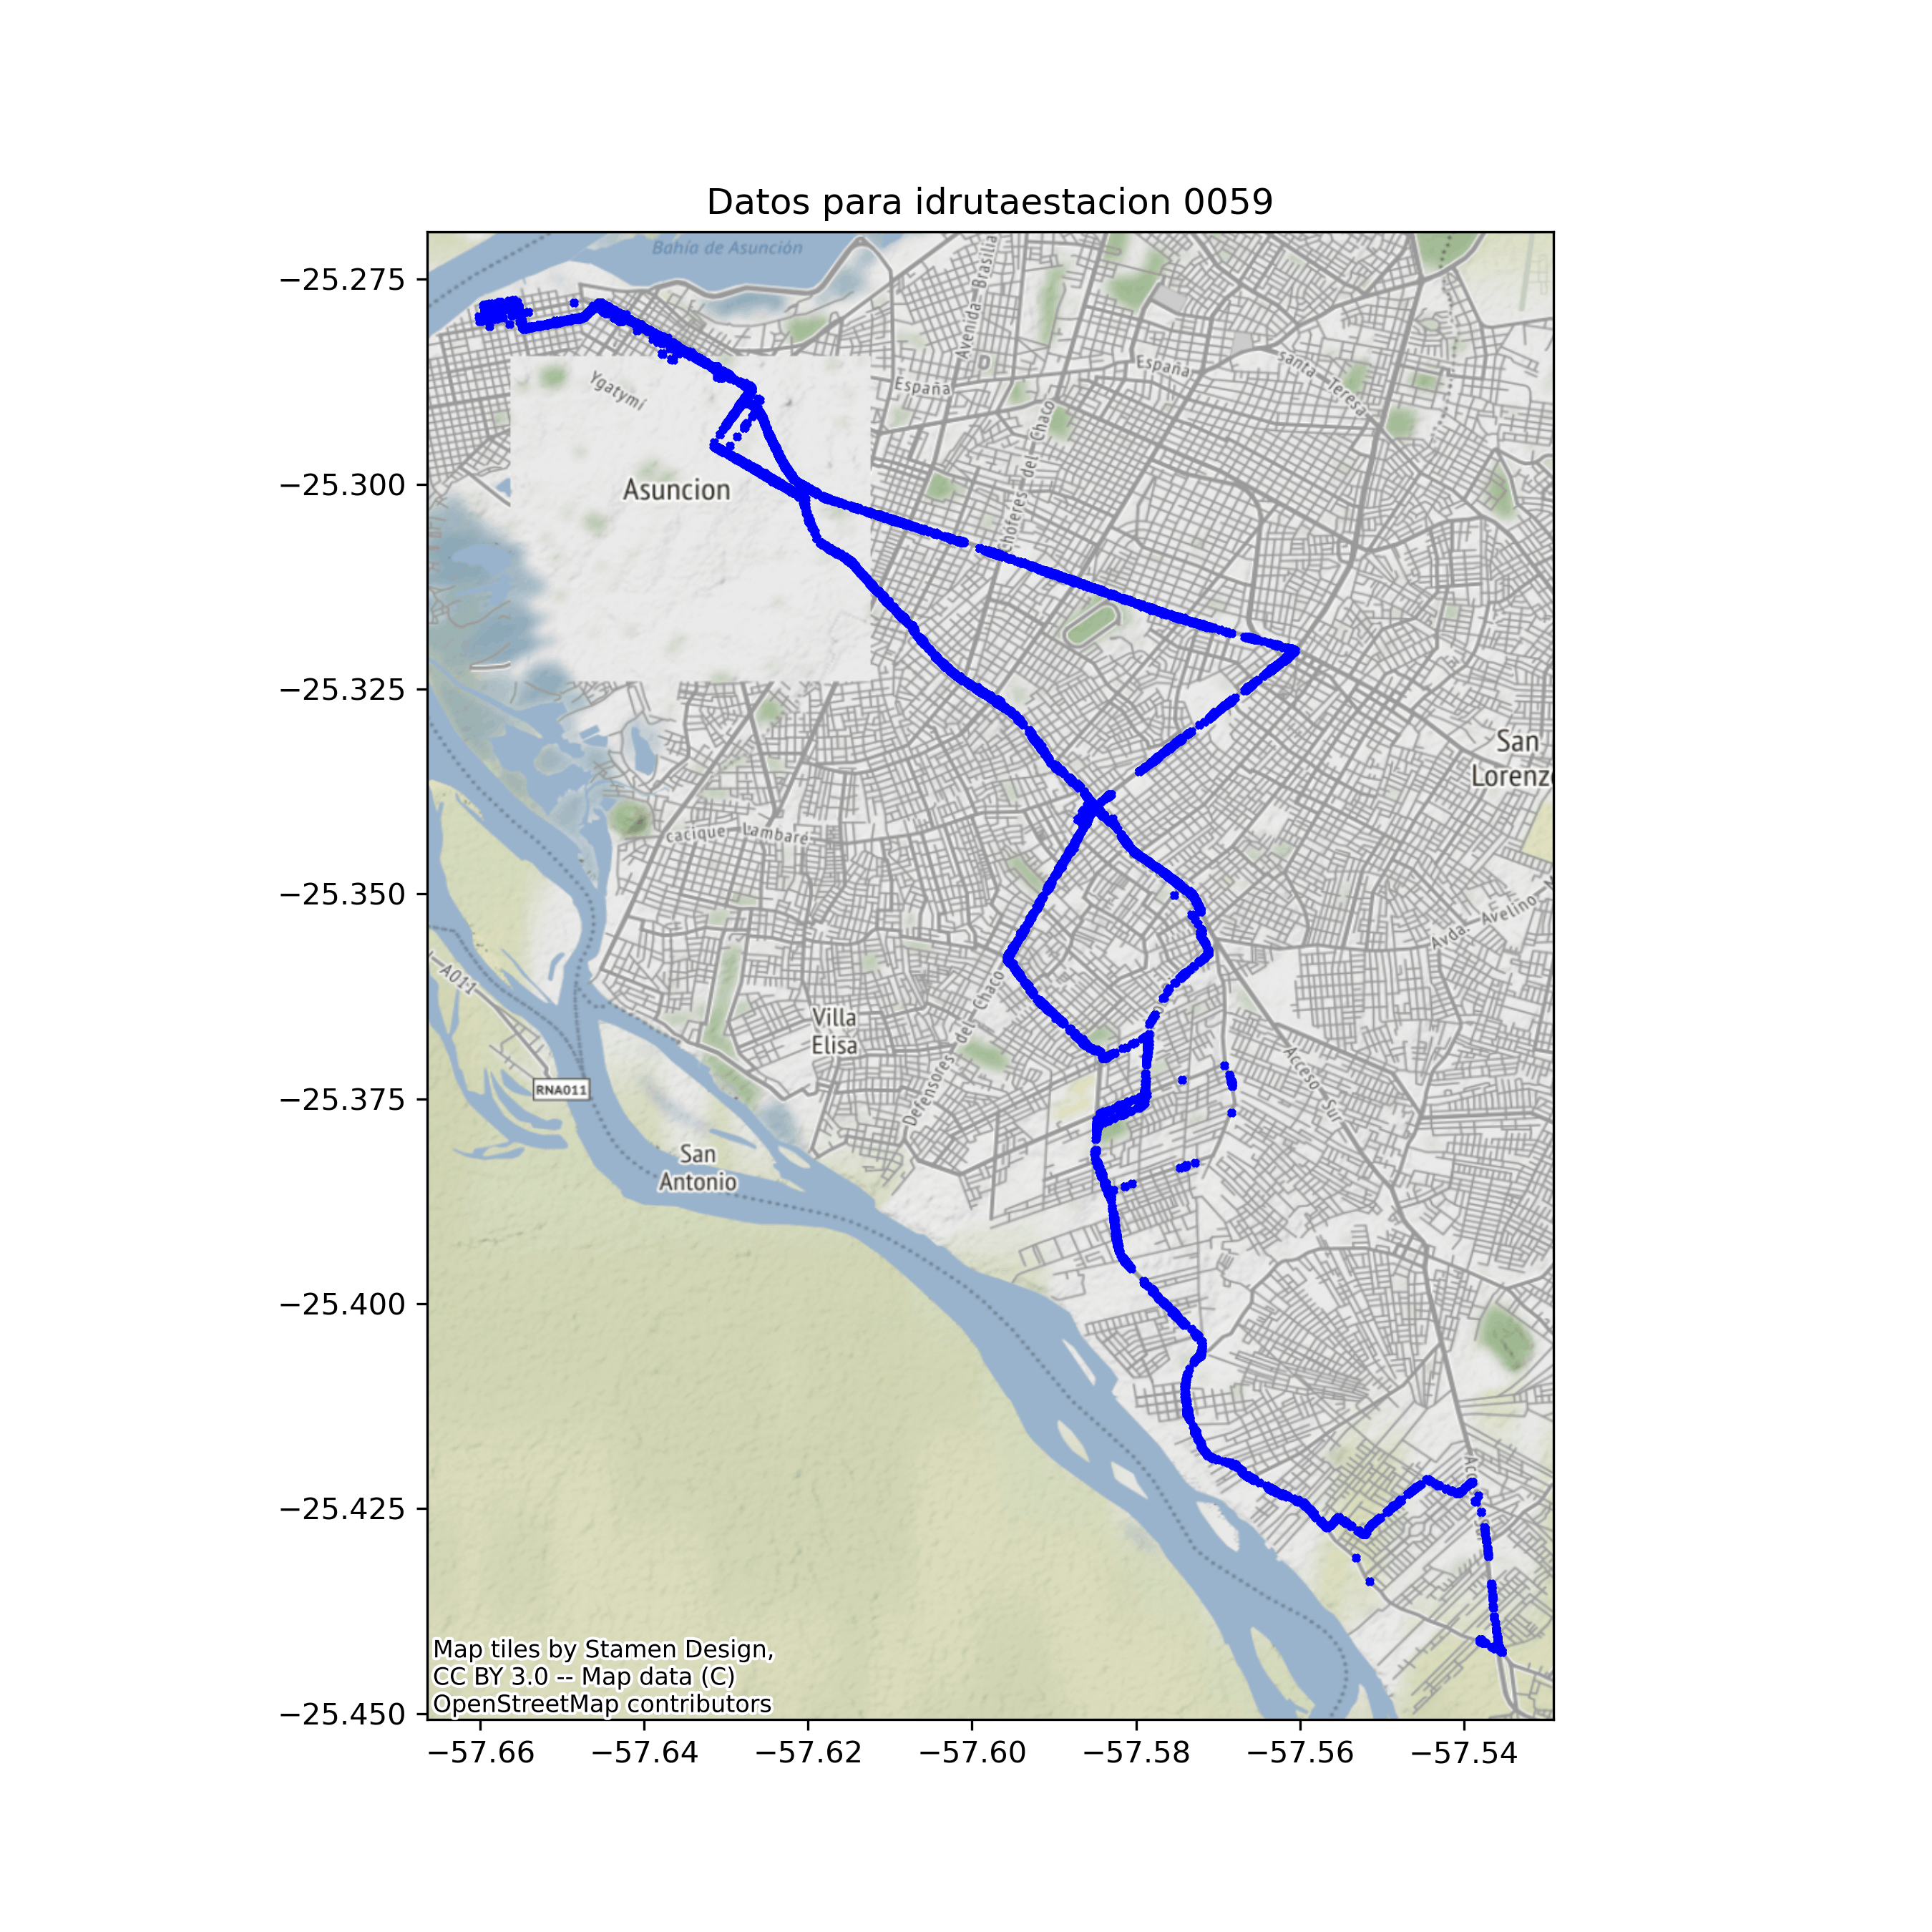 Datos para idrutaestacion 0059
−25.275
−25.300
−25.325
−25.350
−25.375
−25.400
−25.425
−25.450
Bahía de Asunción
Avenida Brasilia
España
España
santa Teresa
Ygatymi
Choferes del Chaco
Asuncion
San
Lorenz
cacique Lambaré
Avda. Avelino
A011
Villa
Elisa
Defensores del Chaco
RNA011
Acceso Sur
San
Antonio
Map tiles by Stamen Design,
CC BY 3.0 -- Map data (C)
OpenStreetMap contributors
−57.66
−57.64
−57.62
−57.60
−57.58
−57.56
−57.54